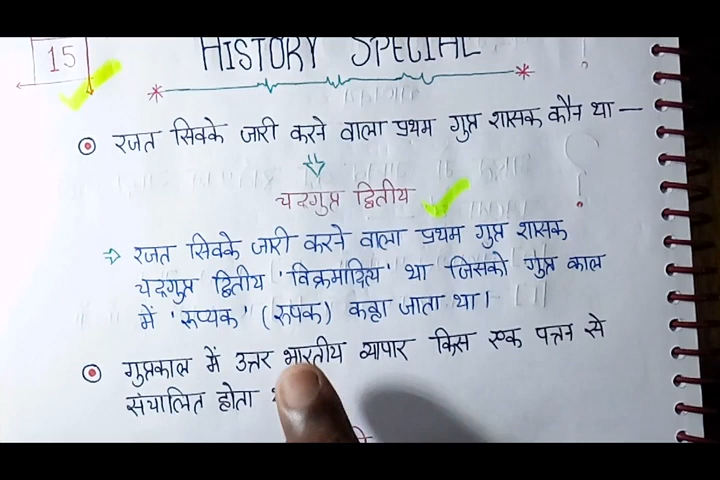 15
HISTORY SPECIAL
रजत सिक्के जारी करने वाला प्रथम गुप्त शासक कौन था —
चन्द्रगुप्त द्वितीय
रजत सिक्के जारी करने वाला प्रथम गुप्त शासक
चन्द्रगुप्त द्वितीय 'विक्रमादित्य' था जिसको गुप्त काल
में 'रूप्यक' (रूपक) कहा जाता था।
गुप्तकाल में उत्तर भारतीय व्यापार किस एक पत्तन से
संचालित होता